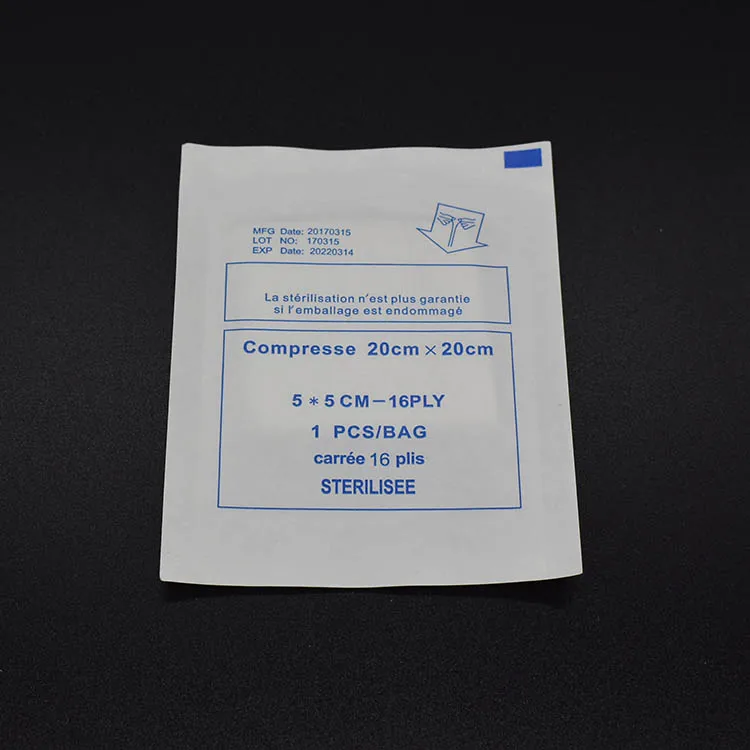 MFG Date: 20170315
LOT NO: 170315
EXP Date: 20220314
La stérilisation n'est plus garantie
si l'emballage est endommagé
Compresse 20cm × 20cm
5 * 5 CM-16PLY
1 PCS/BAG
carrée 16 plis
STERILISEE